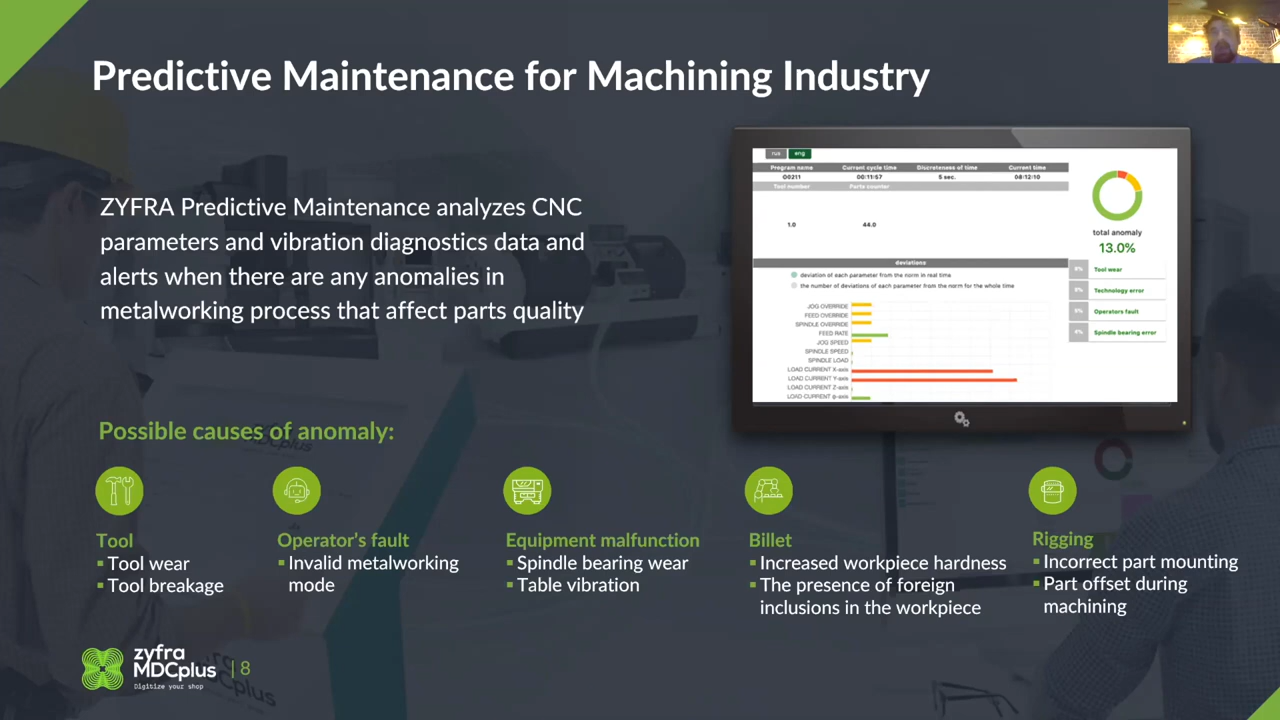 Predictive Maintenance for Machining Industry
ZYFRA Predictive Maintenance analyzes CNC
parameters and vibration diagnostics data and
alerts when there are any anomalies in
metalworking process that affect parts quality
rus eng
Program name Current cycle time Discreteness of time Current time
O0211 00:11:57 5 sec. 08:12:10
Tool number Parts counter
1.0 44.0
total anomaly
13.0%
deviations
deviation of each parameter from the norm in real time
the number of deviations of each parameter from the norm for the whole time
Tool wear
Technology error
Operators fault
Spindle bearing error
JOG OVERRIDE
FEED OVERRIDE
SPINDLE OVERRIDE
FEED RATE
JOG SPEED
SPINDLE SPEED
SPINDLE LOAD
LOAD CURRENT X-axis
LOAD CURRENT Y-axis
LOAD CURRENT Z-axis
LOAD CURRENT
Possible causes of anomaly:
Tool
▪ Tool wear
▪ Tool breakage
Operator's fault
▪ Invalid metalworking
mode
Equipment malfunction
▪ Spindle bearing wear
▪ Table vibration
Billet
▪ Increased workpiece hardness
▪ The presence of foreign
inclusions in the workpiece
Rigging
▪ Incorrect part mounting
▪ Part offset during
machining
zyfra
MDCplus
Digitize your shop
| 8